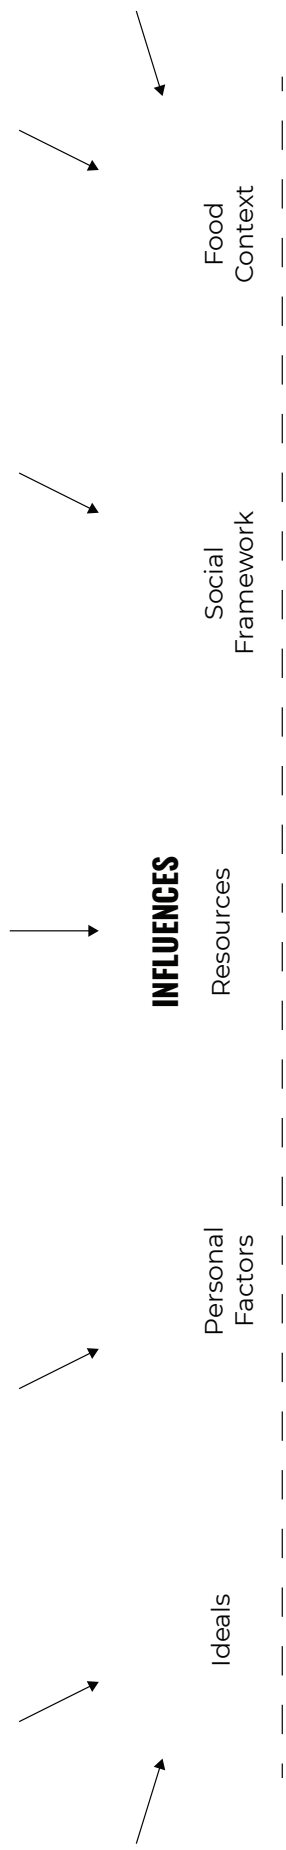 INFLUENCES
Ideals
Personal
Factors
Resources
Social
Framework
Food
Context